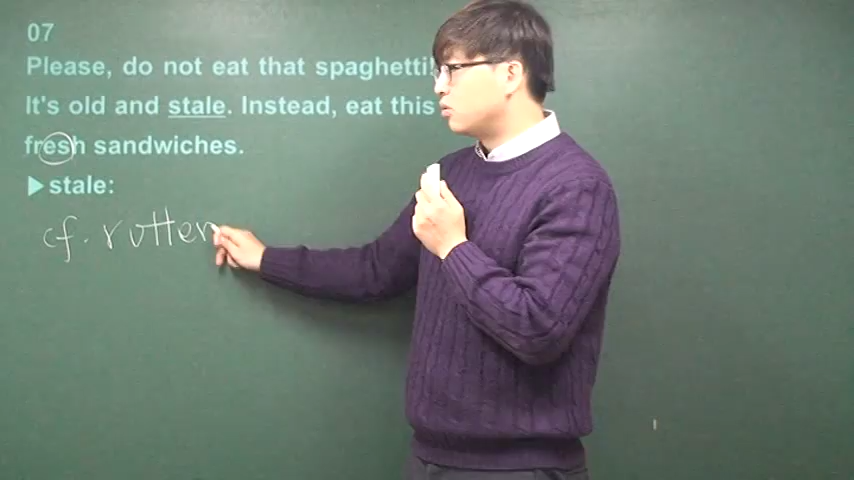 07
Please, do not eat that spaghetti!
It's old and stale. Instead, eat this
fresh sandwiches.
▶ stale:
cf. rotten